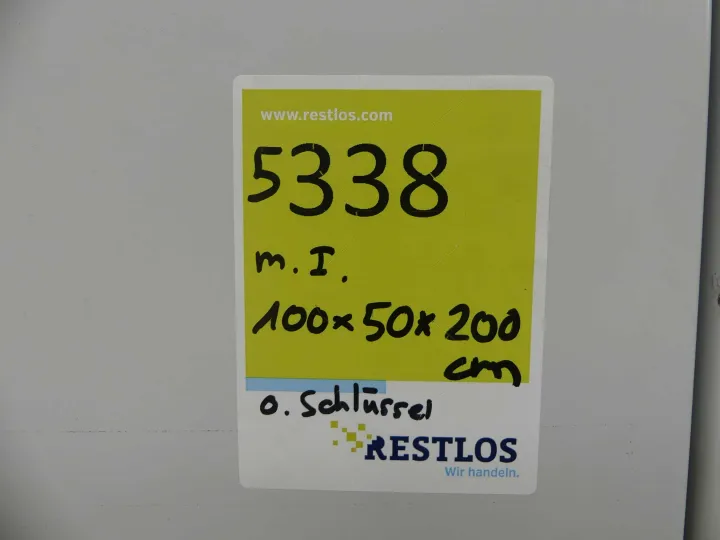 www.restlos.com
5338
m. I.
100x50x200
cm
o. Schlüssel
RESTLOS
Wir handeln.